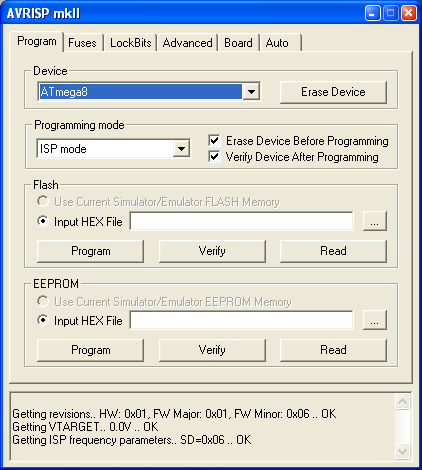 AVRISP mkII
Program Fuses LockBits Advanced Board Auto
Device
ATmega8 Erase Device
Programming mode
ISP mode
Erase Device Before Programming
Verify Device After Programming
Flash
Use Current Simulator/Emulator FLASH Memory
Input HEX File ...
Program Verify Read
EEPROM
Use Current Simulator/Emulator EEPROM Memory
Input HEX File ...
Program Verify Read
Getting revisions.. HW: 0x01, FW Major: 0x01, FW Minor: 0x06 .. OK
Getting VTARGET.. 0.0V .. OK
Getting ISP frequency parameters.. SD=0x06 .. OK